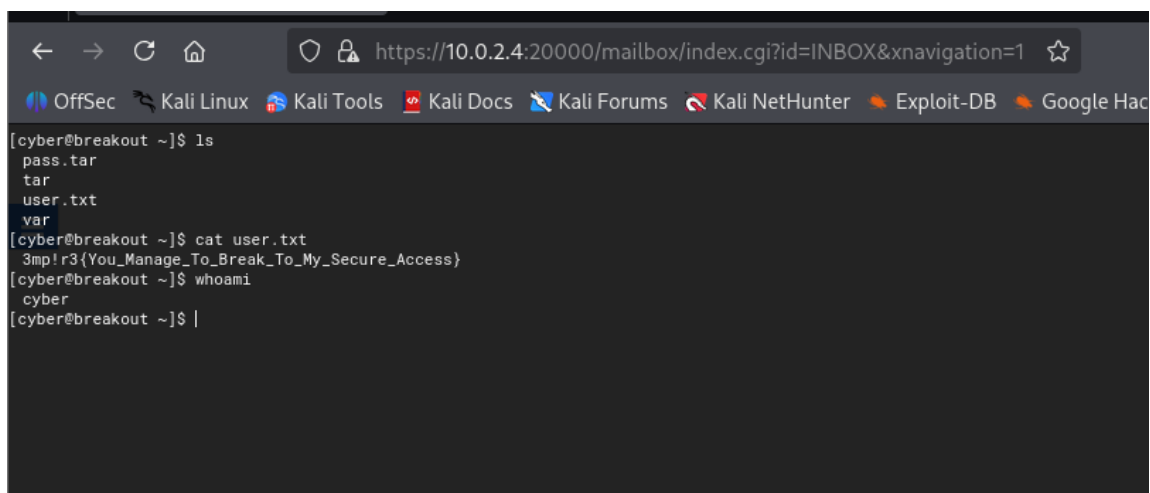 https://10.0.2.4:20000/mailbox/index.cgi?id=INBOX&xnavigation=1
OffSec Kali Linux Kali Tools Kali Docs Kali Forums Kali NetHunter Exploit-DB Google Hac
[cyber@breakout ~]$ ls
pass.tar
tar
user.txt
var
[cyber@breakout ~]$ cat user.txt
3mp!r3{You_Manage_To_Break_To_My_Secure_Access}
[cyber@breakout ~]$ whoami
cyber
[cyber@breakout ~]$